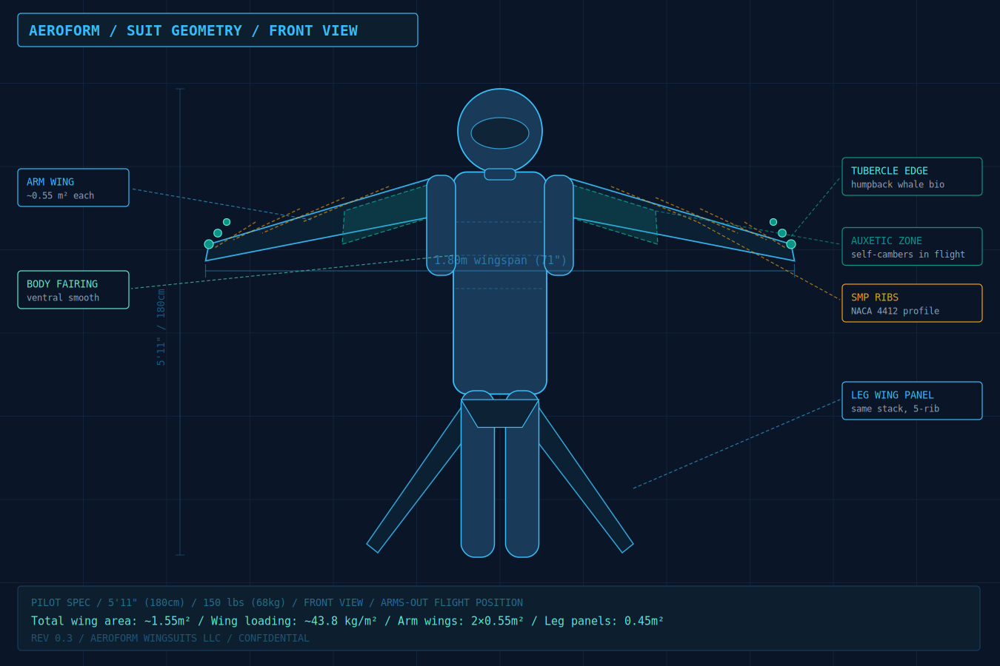 AEROFORM / SUIT GEOMETRY / FRONT VIEW
ARM WING
~0.55 m² each
BODY FAIRING
ventral smooth
5'11" / 180cm
1.80m wingspan (71")
TUBERCLE EDGE
humpback whale bio
AUXETIC ZONE
self-cambers in flight
SMP RIBS
NACA 4412 profile
LEG WING PANEL
same stack, 5-rib
PILOT SPEC / 5'11" (180cm) / 150 lbs (68kg) / FRONT VIEW / ARMS-OUT FLIGHT POSITION
Total wing area: ~1.55m² / Wing loading: ~43.8 kg/m² / Arm wings: 2×0.55m² / Leg panels: 0.45m²
REV 0.3 / AEROFORM WINGSUITS LLC / CONFIDENTIAL